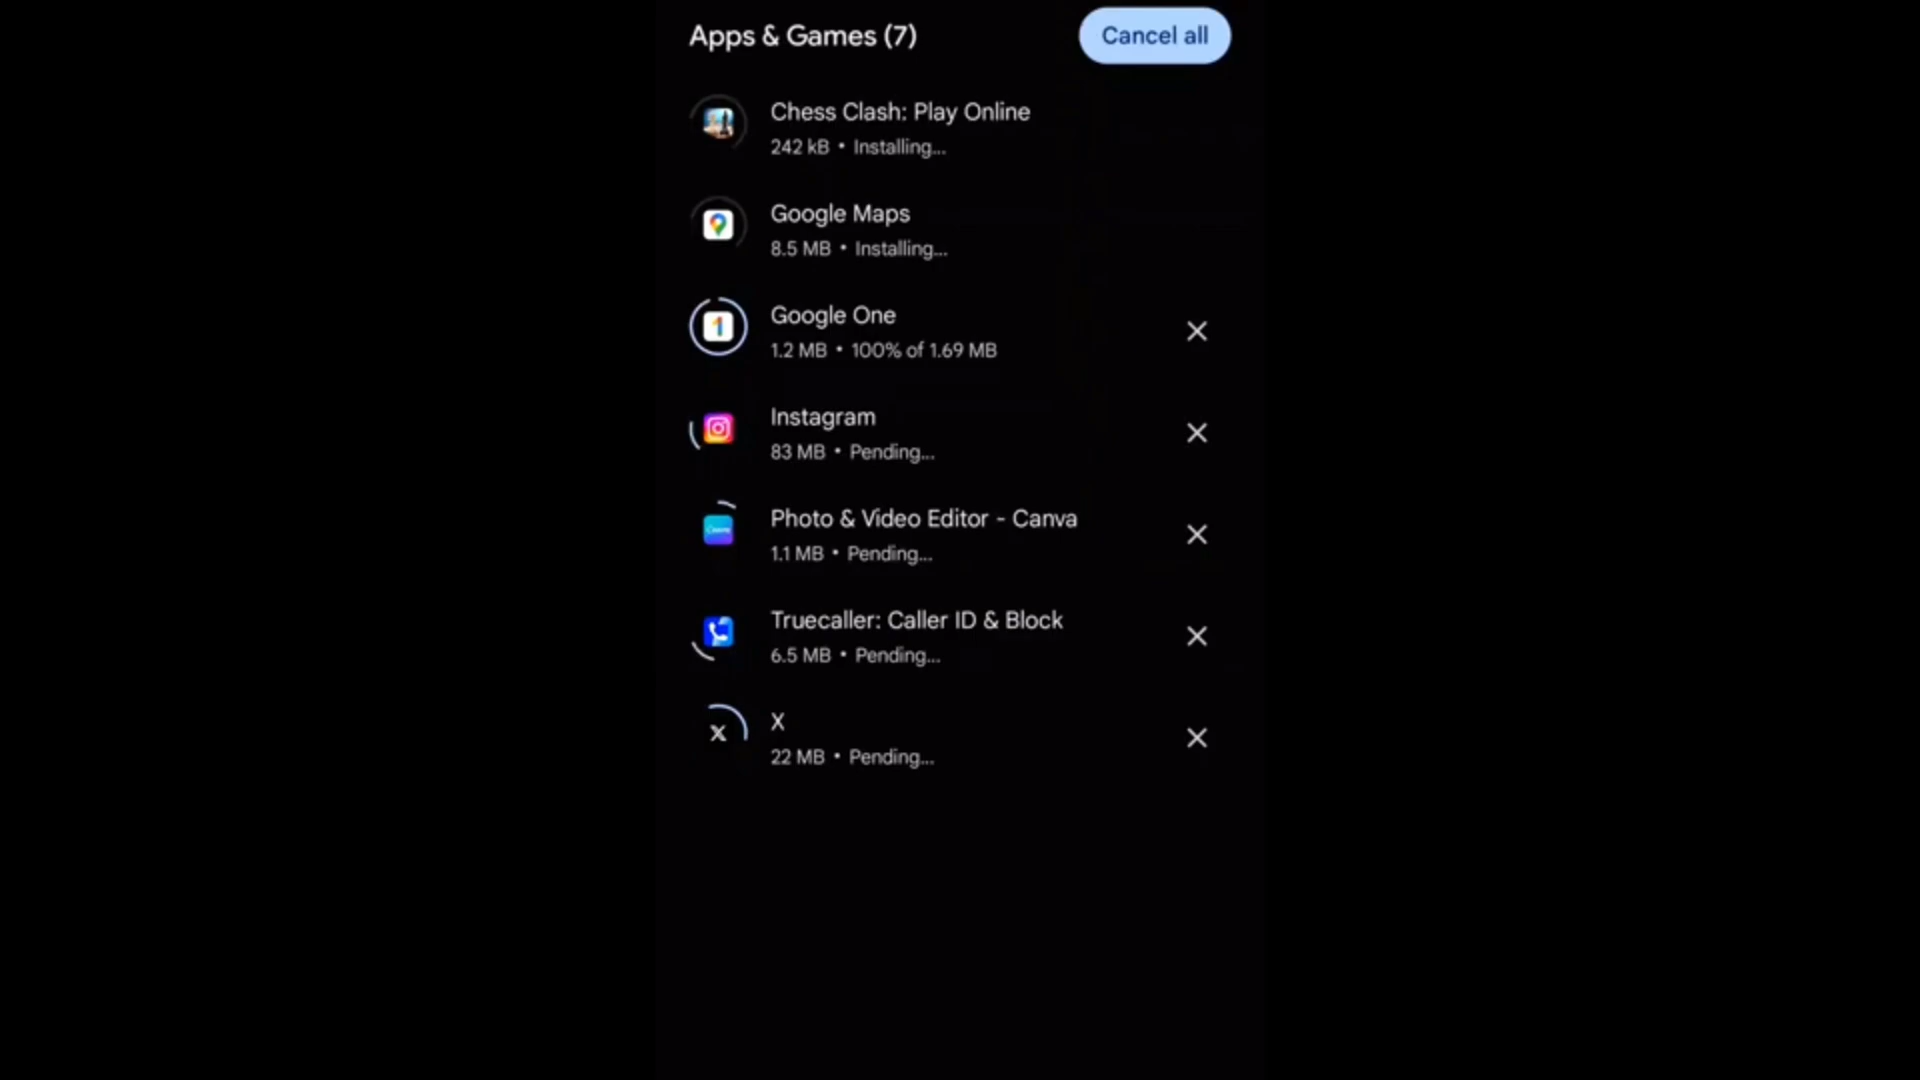 Apps & Games (7)
Cancel all
Chess Clash: Play Online
242 kB • Installing...
Google Maps
8.5 MB • Installing...
Google One
1.2 MB • 100% of 1.69 MB
Instagram
83 MB • Pending...
Photo & Video Editor - Canva
1.1 MB • Pending...
Truecaller: Caller ID & Block
6.5 MB • Pending...
X
22 MB • Pending...